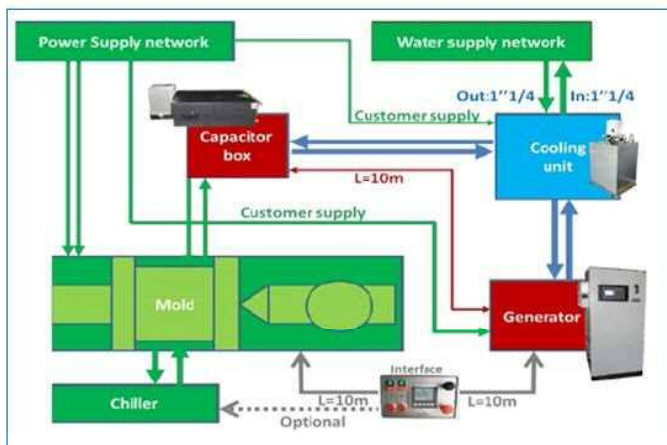 Power Supply network
Water supply network
Out:1’’1/4
In:1’’1/4
Customer supply
Capacitor
box
Cooling
unit
L=10m
Customer supply
Mold
Generator
Interface
L=10m
L=10m
Chiller
Optional